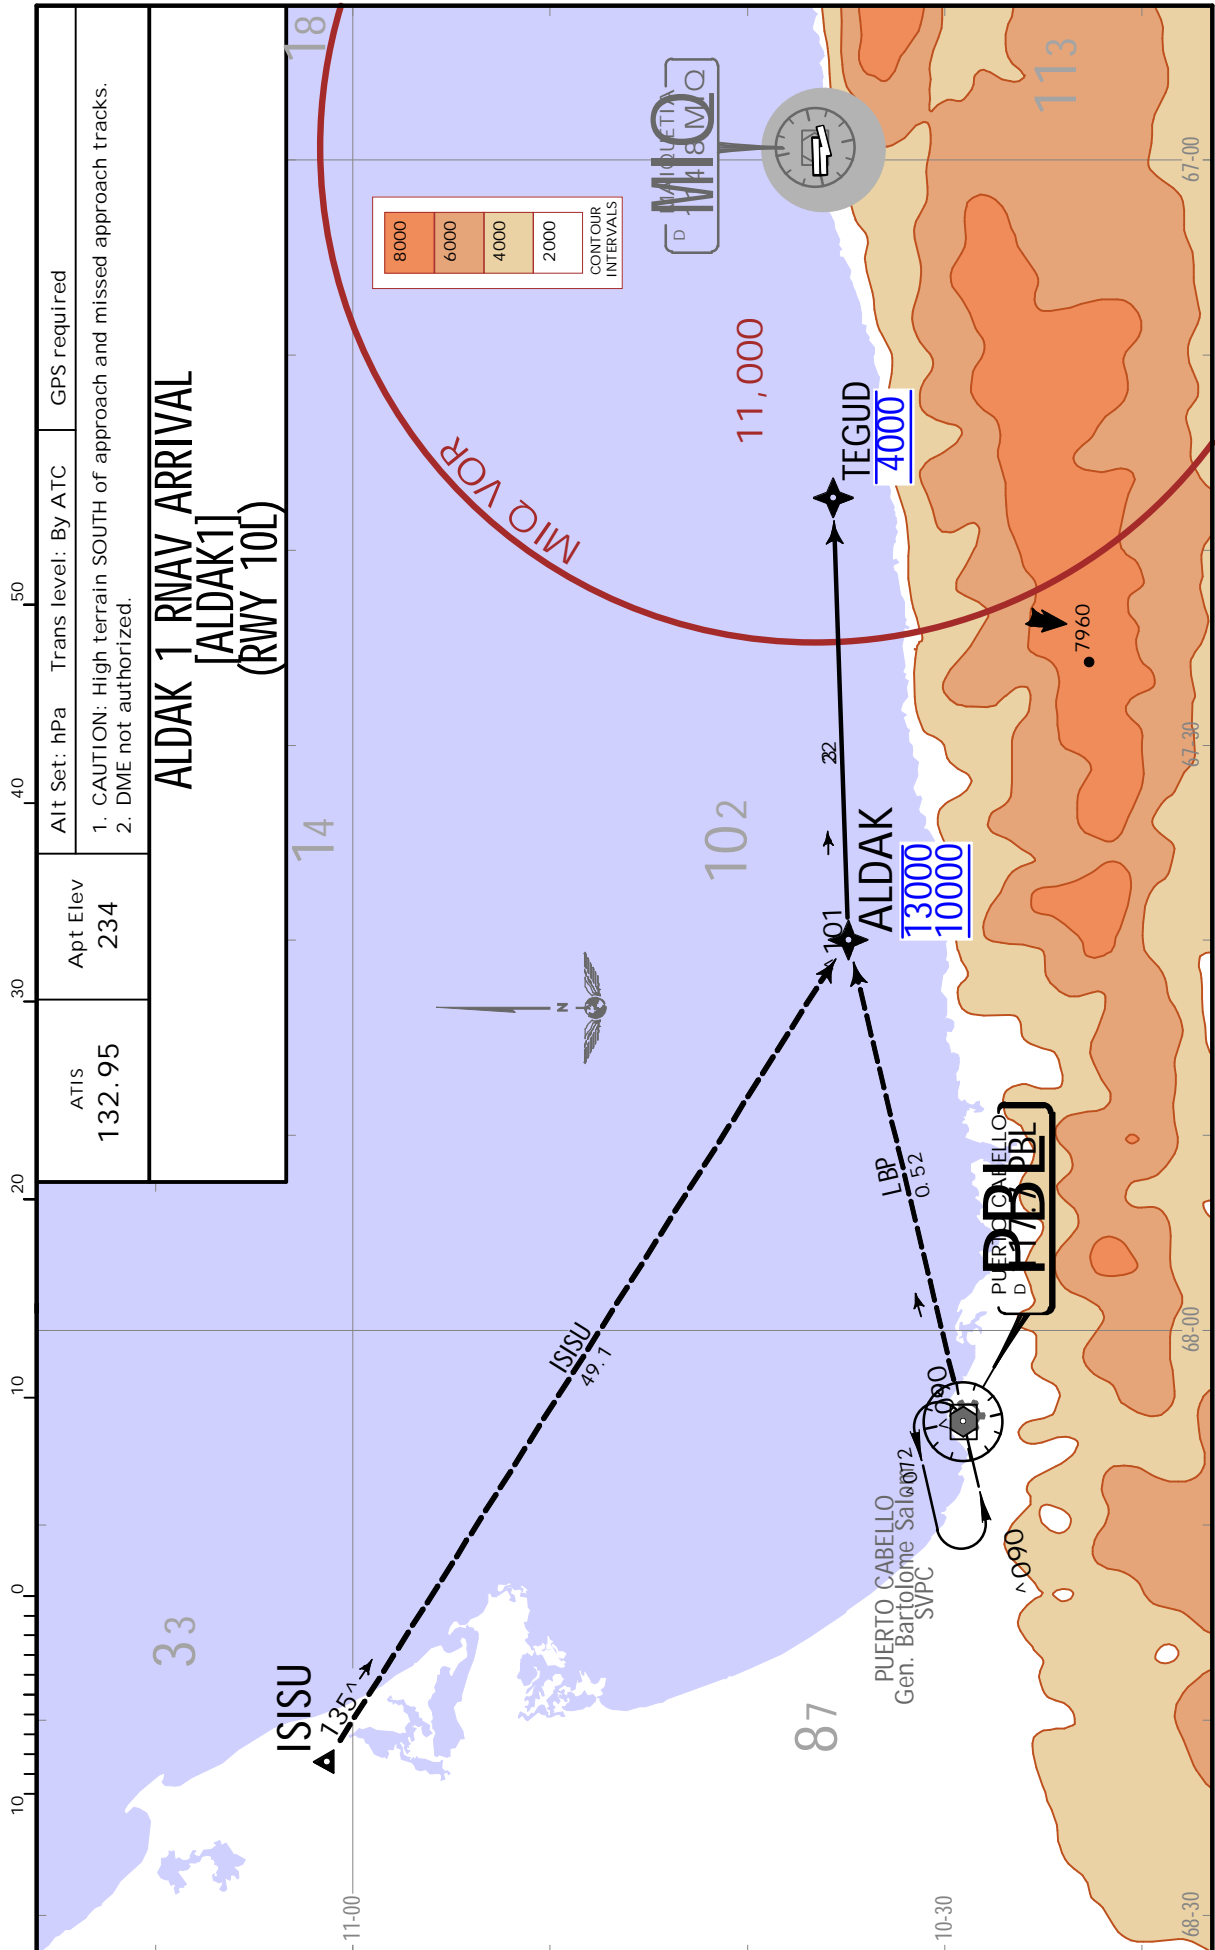 ATIS
132.95
Apt Elev
234
Alt Set: hPa
Trans level: By ATC
GPS required
1. CAUTION: High terrain SOUTH of approach and missed approach tracks.
2. DME not authorized.
ALDAK 1 RNAV ARRIVAL
[ALDAK1]
(RWY 10L)
10
0
10
20
30
40
50
18
14
33
102
87
113
8000
6000
4000
2000
CONTOUR
INTERVALS
MIQ VOR
11,000
D
MAIQUETIA
MIQ
TEGUD
4000
22
ALDAK
13000
10000
^101
N
ISISU
135^
ISISU
49.1
LBP
0.52
PUERTO CABELLO
D
PBL
^090
^072
^090
PUERTO CABELLO
Gen. Bartolome Salom
SVPC
7960
11-00
10-30
68-30
68-00
67-30
67-00